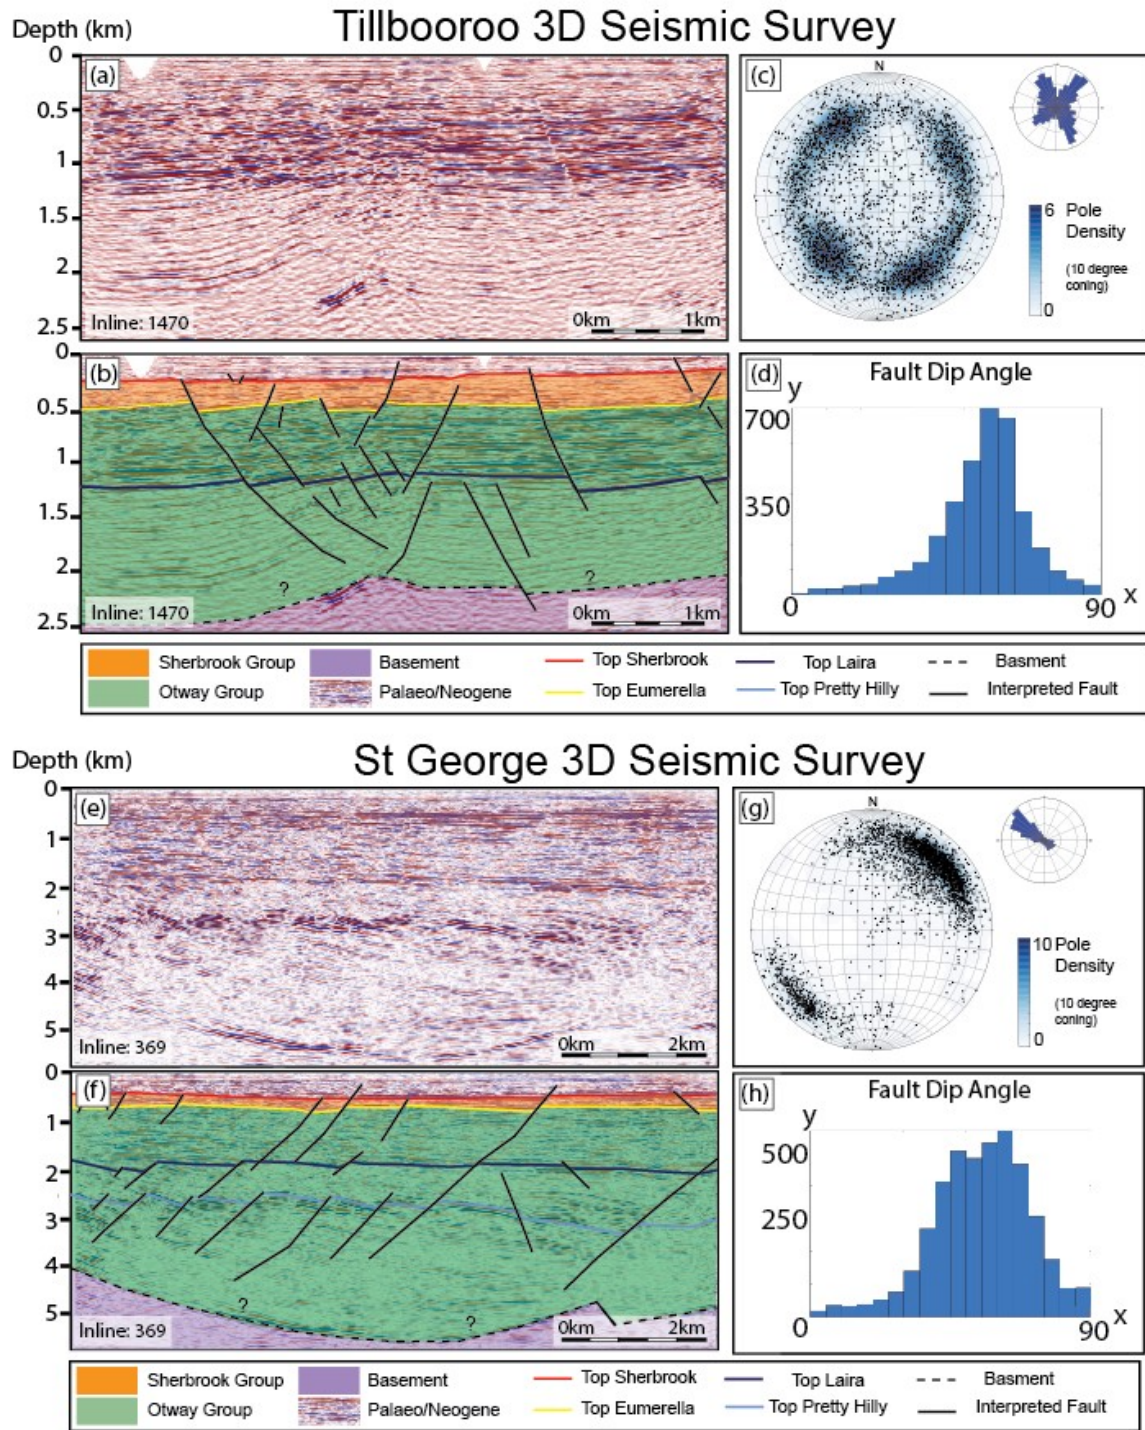 Tillbooroo 3D Seismic Survey
Depth (km)
0
0.5
1
1.5
2
2.5
(a)
Inline: 1470
0km 1km
(c)
N
6 Pole
Density
(10 degree
coning)
0
0
0.5
1
1.5
2
2.5
(b)
?
?
Inline: 1470
0km 1km
(d)
Fault Dip Angle
y
700
350
0
90 x
Sherbrook Group
Basement
Top Sherbrook
Top Laira
Basment
Otway Group
Palaeo/Neogene
Top Eumerella
Top Pretty Hilly
Interpreted Fault
St George 3D Seismic Survey
Depth (km)
0
1
2
3
4
5
(e)
Inline: 369
0km 2km
(g)
N
10 Pole
Density
(10 degree
coning)
0
0
1
2
3
4
5
(f)
?
?
Inline: 369
0km 2km
(h)
Fault Dip Angle
y
500
250
0
90 x
Sherbrook Group
Basement
Top Sherbrook
Top Laira
Basment
Otway Group
Palaeo/Neogene
Top Eumerella
Top Pretty Hilly
Interpreted Fault